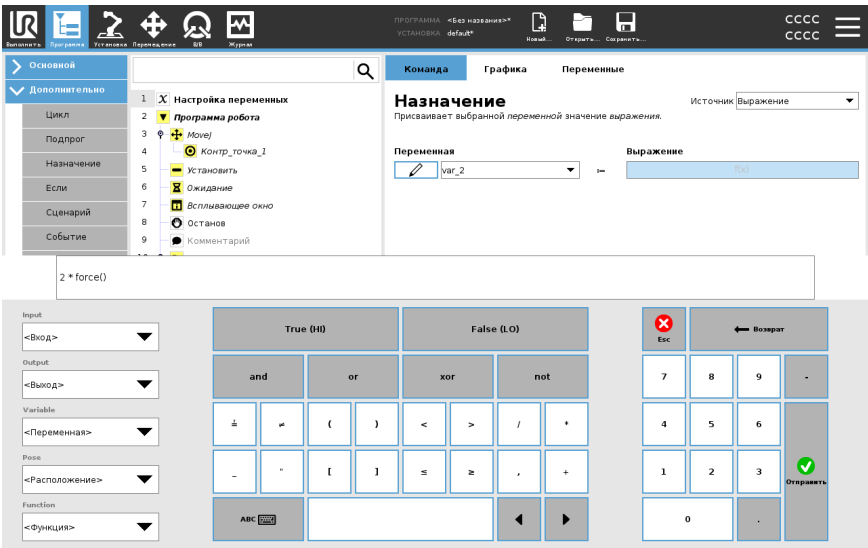 UR
Выполнить Программа Установка Перемещение В/В Журнал
ПРОГРАММА <Без названия>*
УСТАНОВКА default*
Новый... Открыть... Сохранить...
CCCC
CCCC
Основной
Дополнительно
Цикл
Подпрог
Назначение
Если
Сценарий
Событие
1 X Настройка переменных
2 Программа робота
3 MoveJ
4 Контр_точка_1
5 Установить
6 Ожидание
7 Всплывающее окно
8 Останов
9 Комментарий
Команда Графика Переменные
Назначение
Источник Выражение
Присваивает выбранной переменной значение выражения.
Переменная Выражение
var_2 := f(x)
2 * force()
Input
<Вход>
Output
<Выход>
Variable
<Переменная>
Pose
<Расположение>
Function
<Функция>
True (HI) False (LO)
and or xor not
≟ ≠ ( ) < > / *
_ " [ ] ≤ ≥ , +
ABC
Esc Возврат
7 8 9 -
4 5 6
1 2 3 Отправить
0 .